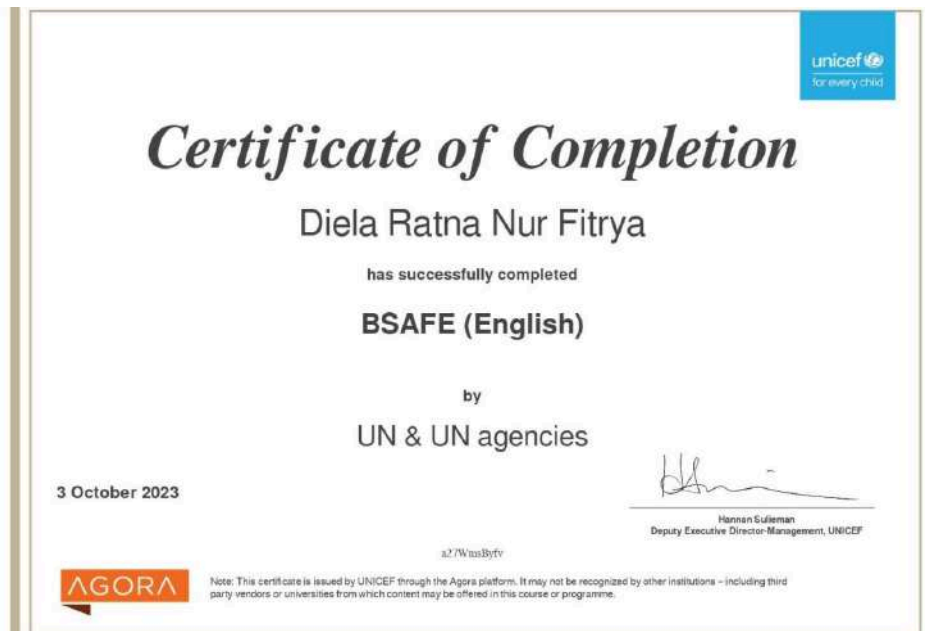 unicef
for every child
Certificate of Completion
Diela Ratna Nur Fitrya
has successfully completed
BSAFE (English)
by
UN & UN agencies
3 October 2023
Hannan Sulieman
Deputy Executive Director-Management, UNICEF
a27WmsByfv
AGORA
Note: This certificate is issued by UNICEF through the Agora platform. It may not be recognized by other institutions – including third
party vendors or universities from which content may be offered in this course or programme.